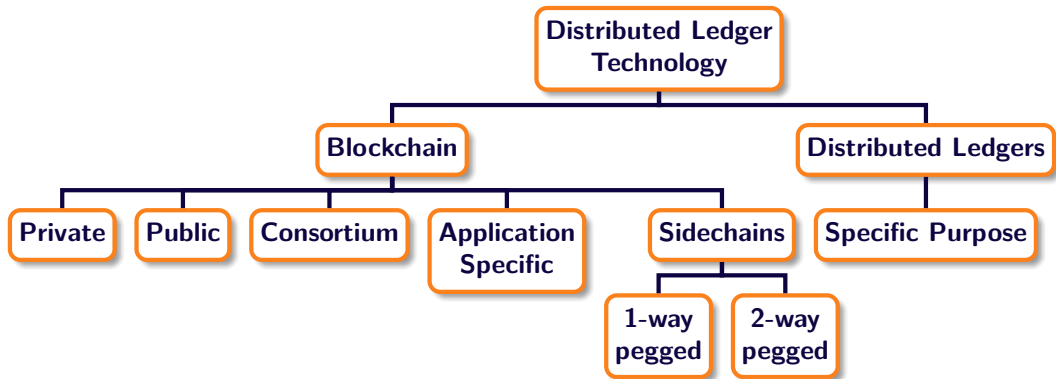 Distributed Ledger
Technology
Blockchain
Distributed Ledgers
Private
Public
Consortium
Application
Specific
Sidechains
Specific Purpose
1-way
pegged
2-way
pegged